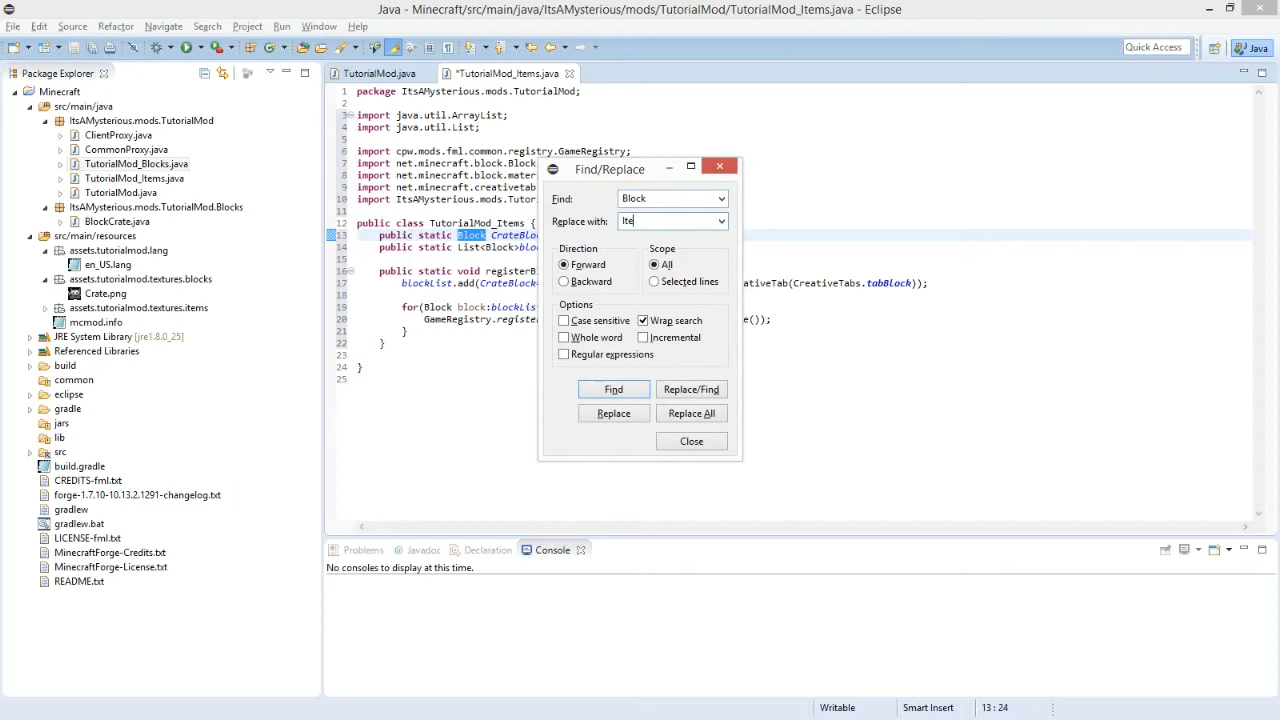 Java - Minecraft/src/main/java/ItsAMysterious/mods/TutorialMod/TutorialMod_Items.java - Eclipse
File Edit Source Refactor Navigate Search Project Run Window Help
Quick Access
Java
Package Explorer
Minecraft
src/main/java
ItsAMysterious.mods.TutorialMod
ClientProxy.java
CommonProxy.java
TutorialMod_Blocks.java
TutorialMod_Items.java
TutorialMod.java
ItsAMysterious.mods.TutorialMod.Blocks
BlockCrate.java
src/main/resources
assets.tutorialmod.lang
en_US.lang
assets.tutorialmod.textures.blocks
Crate.png
assets.tutorialmod.textures.items
mcmod.info
JRE System Library [jre1.8.0_25]
Referenced Libraries
build
common
eclipse
gradle
jars
lib
src
build.gradle
CREDITS-fml.txt
forge-1.7.10-10.13.2.1291-changelog.txt
gradlew
gradlew.bat
LICENSE-fml.txt
MinecraftForge-Credits.txt
MinecraftForge-License.txt
README.txt
TutorialMod.java *TutorialMod_Items.java
1 package ItsAMysterious.mods.TutorialMod;
2
3 import java.util.ArrayList;
4 import java.util.List;
5
6 import cpw.mods.fml.common.registry.GameRegistry;
7 import net.minecraft.block.Block
8 import net.minecraft.block.mater
9 import net.minecraft.creativetab
10 import ItsAMysterious.mods.Tutor
11
12 public class TutorialMod_Items {
13 public static Block CrateBlo
14 public static List<Block>blo
15
16 public static void registerB
17 blockList.add(CrateBlock= ativeTab(CreativeTabs.tabBlock));
18
19 for(Block block:blockList
20 GameRegistry.register e());
21 }
22 }
23
24 }
25
Find/Replace
Find: Block
Replace with: Ite
Direction
Forward
Backward
Scope
All
Selected lines
Options
Case sensitive Wrap search
Whole word Incremental
Regular expressions
Find Replace/Find
Replace Replace All
Close
Problems Javadoc Declaration Console
No consoles to display at this time.
Writable Smart Insert 13 : 24